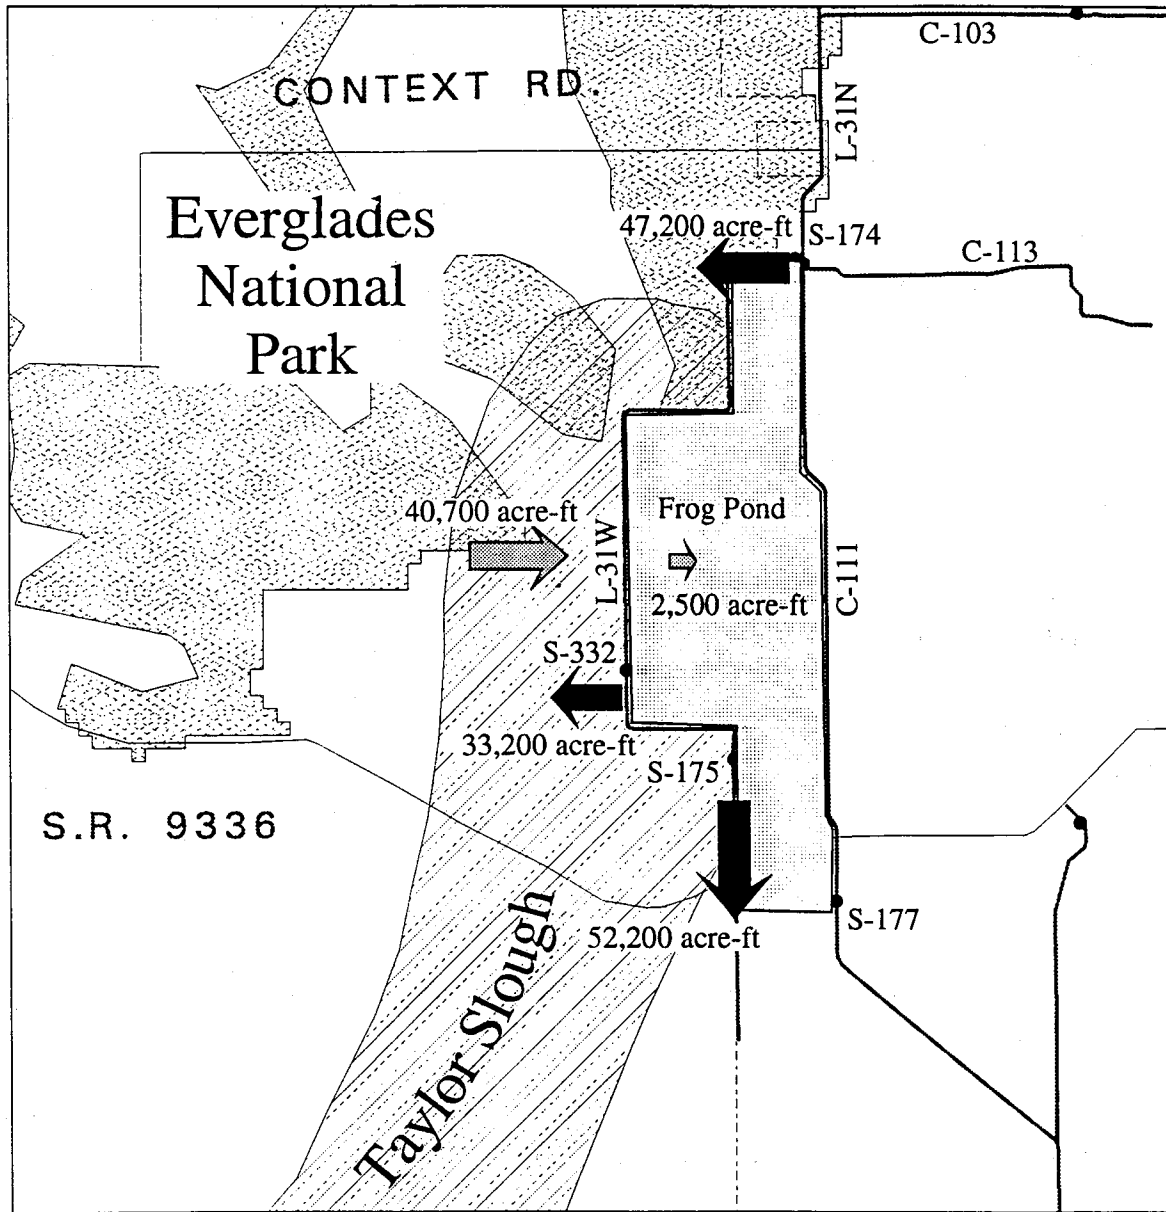 C-103
CONTEXT RD.
L-31N
Everglades
National
Park
47,200 acre-ft
S-174
C-113
40,700 acre-ft
Frog Pond
L-31W
2,500 acre-ft
C-111
S-332
33,200 acre-ft
S-175
S.R. 9336
Taylor Slough
52,200 acre-ft
S-177